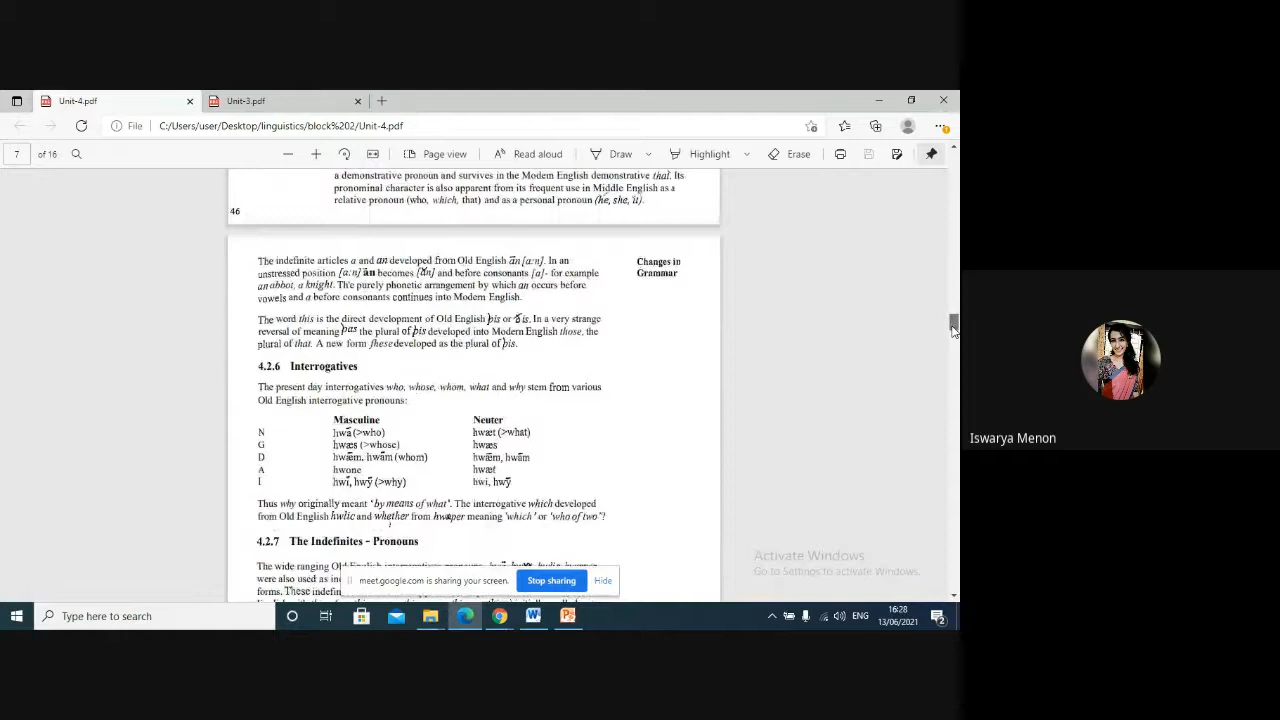 Unit-4.pdf
Unit-3.pdf
File
C:/Users/user/Desktop/linguistics/block%202/Unit-4.pdf
7 of 16
Page view
Read aloud
Draw
Highlight
Erase
a demonstrative pronoun and survives in the Modern English demonstrative that. Its
pronominal character is also apparent from its frequent use in Middle English as a
relative pronoun (who, which, that) and as a personal pronoun (he, she, it).
46
The indefinite articles a and an developed from Old English ān [a:n]. In an
unstressed position [a:n] ān becomes [ăn] and before consonants [a]- for example
an abbot, a knight. The purely phonetic arrangement by which an occurs before
vowels and a before consonants continues into Modern English.
Changes in
Grammar
The word this is the direct development of Old English þis or is. In a very strange
reversal of meaning þas the plural of þis developed into Modern English those, the
plural of that. A new form fhese developed as the plural of þis.
4.2.6 Interrogatives
The present day interrogatives who, whose, whom, what and why stem from various
Old English interrogative pronouns:
Masculine Neuter
N hwā (>who) hwæt (>what)
G hwæs (>whose) hwæs
D hwǣm. hwām (whom) hwǣm, hwām
A hwone hwæt
I hwī, hwȳ (>why) hwi, hwȳ
Thus why originally meant 'by means of what'. The interrogative which developed
from Old English hwlic and whether from hwæper meaning 'which' or 'who of two'?
4.2.7 The Indefinites - Pronouns
The wide ranging Old English interrogatives pronouns
were also used as in
forms. These indefin
meet.google.com is sharing your screen.
Stop sharing
Hide
Activate Windows
Go to Settings to activate Windows.
Iswarya Menon
Type here to search
ENG
16:28
13/06/2021
2